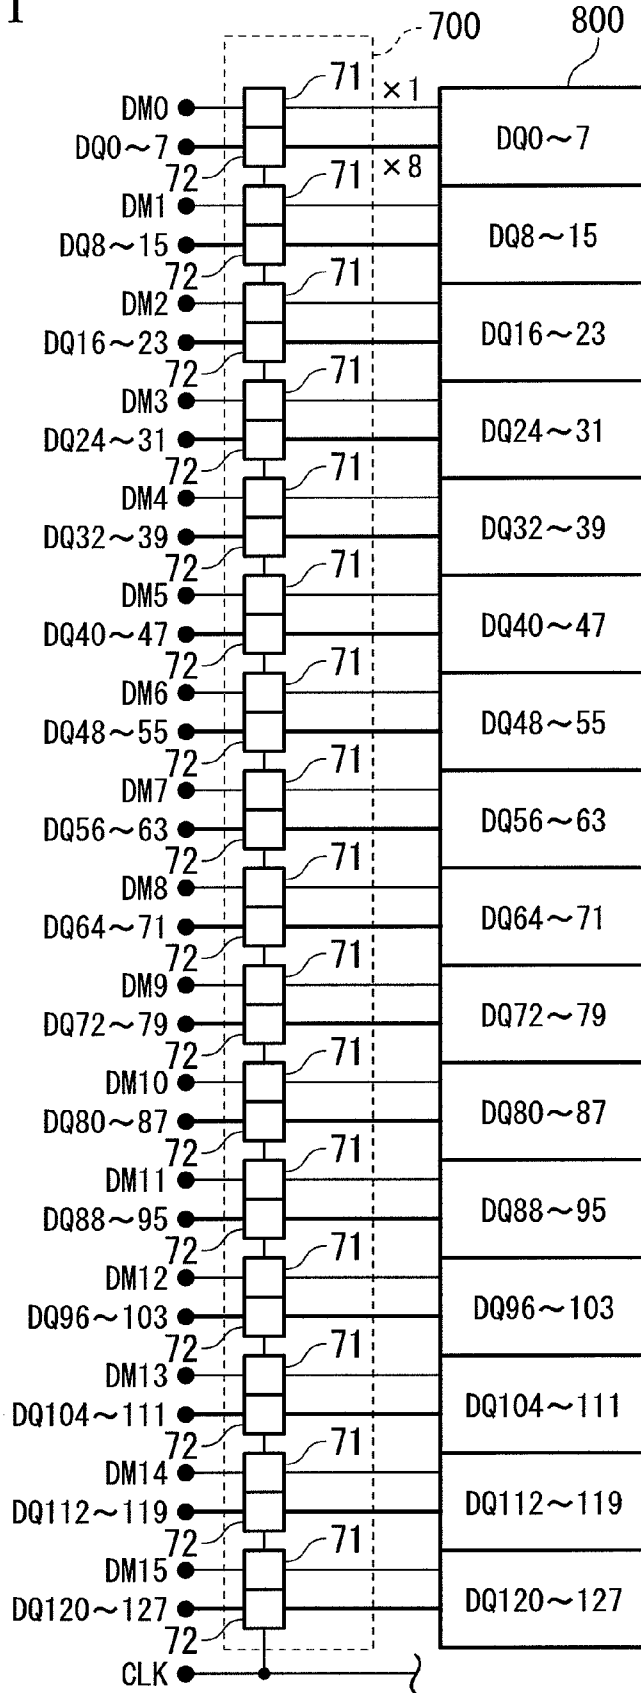 700
800
71
×1
DM0
DQ0~7
DQ0~7
72
71
×8
DM1
DQ8~15
DQ8~15
72
71
DM2
DQ16~23
DQ16~23
72
71
DM3
DQ24~31
DQ24~31
72
71
DM4
DQ32~39
DQ32~39
72
71
DM5
DQ40~47
DQ40~47
72
71
DM6
DQ48~55
DQ48~55
72
71
DM7
DQ56~63
DQ56~63
72
71
DM8
DQ64~71
DQ64~71
72
71
DM9
DQ72~79
DQ72~79
72
71
DM10
DQ80~87
DQ80~87
72
71
DM11
DQ88~95
DQ88~95
72
71
DM12
DQ96~103
DQ96~103
72
71
DM13
DQ104~111
DQ104~111
72
71
DM14
DQ112~119
DQ112~119
72
71
DM15
DQ120~127
DQ120~127
72
CLK